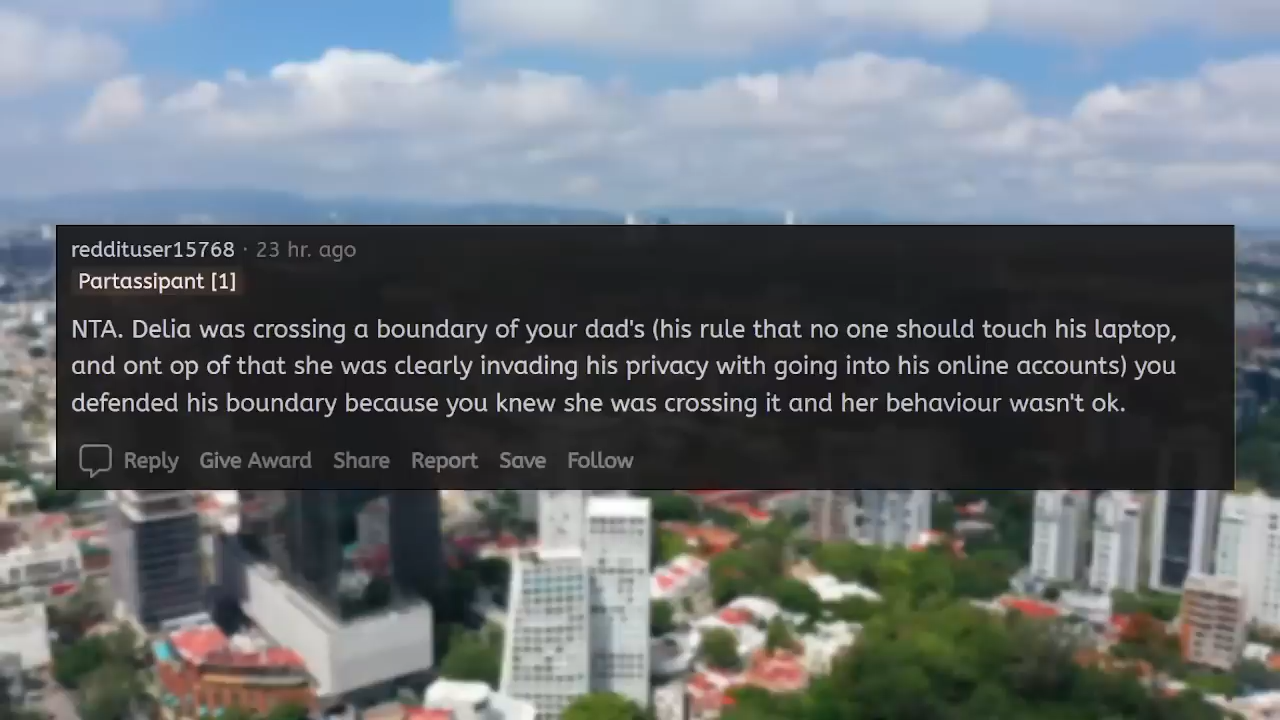 reddituser15768 · 23 hr. ago
Partassipant [1]
NTA. Delia was crossing a boundary of your dad's (his rule that no one should touch his laptop,
and ont op of that she was clearly invading his privacy with going into his online accounts) you
defended his boundary because you knew she was crossing it and her behaviour wasn't ok.
Reply Give Award Share Report Save Follow